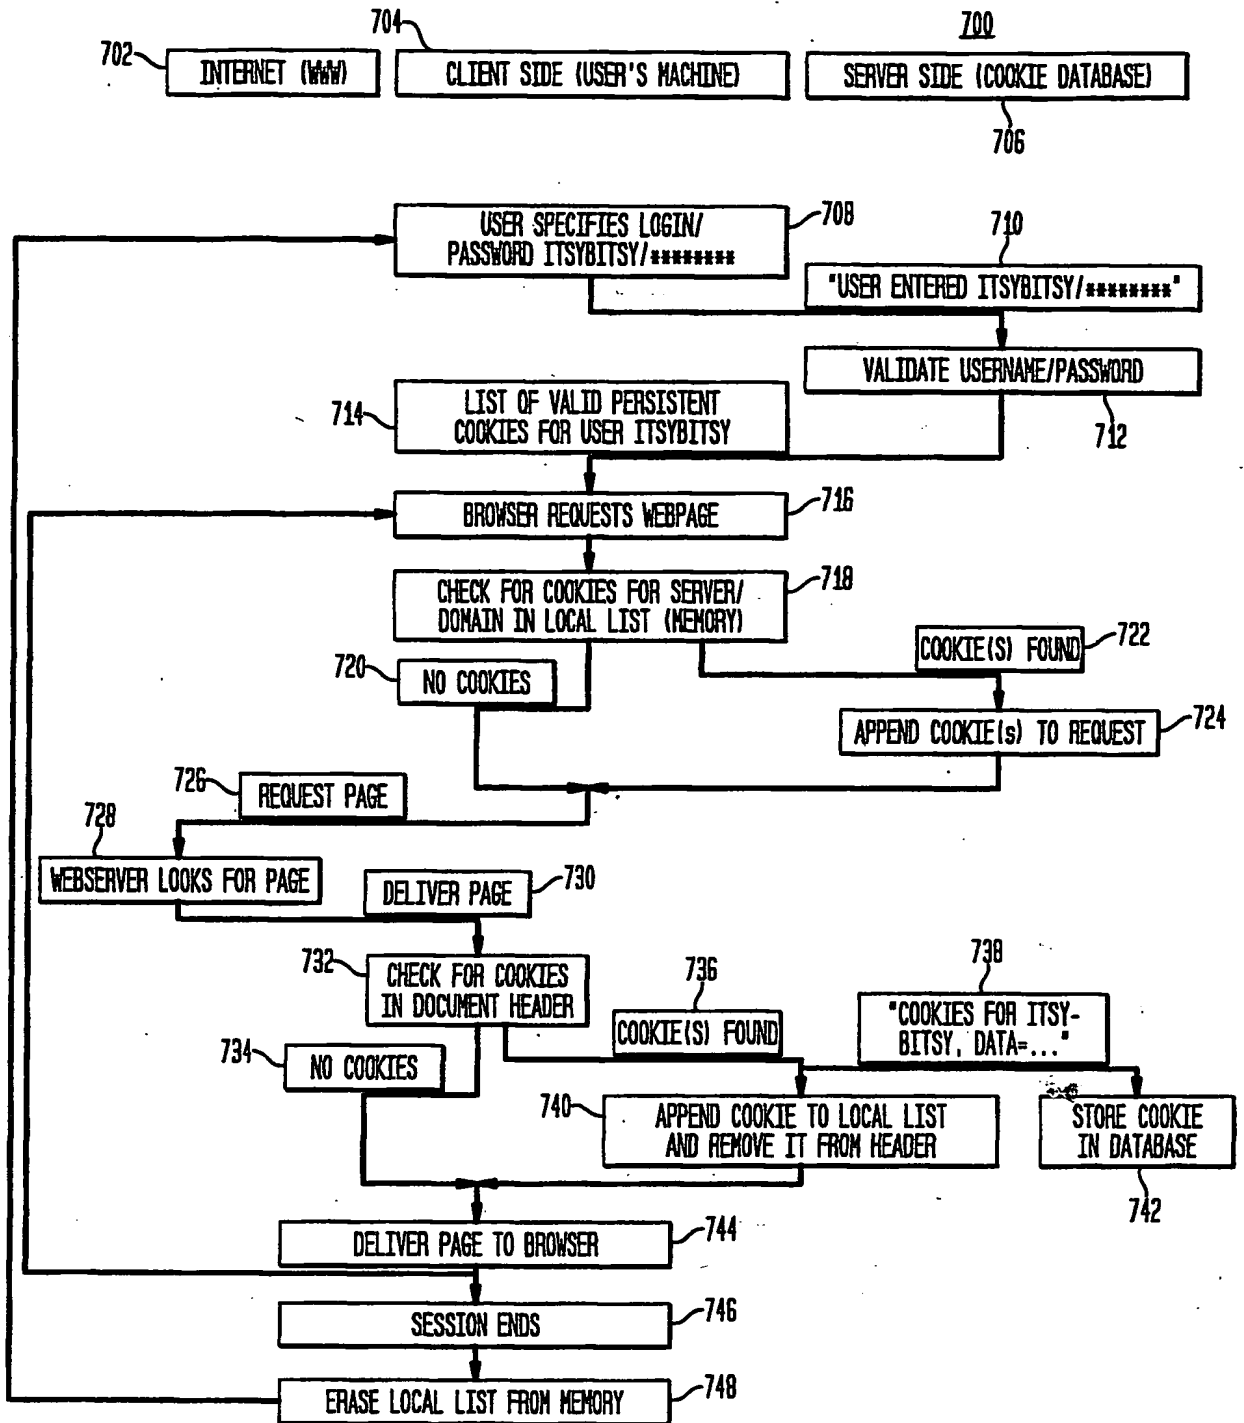 704
700
702
INTERNET (WWW)
CLIENT SIDE (USER'S MACHINE)
SERVER SIDE (COOKIE DATABASE)
706
708
USER SPECIFIES LOGIN/
PASSWORD ITSYBITSY/********
710
"USER ENTERED ITSYBITSY/********"
VALIDATE USERNAME/PASSWORD
712
714
LIST OF VALID PERSISTENT
COOKIES FOR USER ITSYBITSY
BROWSER REQUESTS WEBPAGE
716
CHECK FOR COOKIES FOR SERVER/
DOMAIN IN LOCAL LIST (MEMORY)
718
720
NO COOKIES
COOKIE(S) FOUND
722
APPEND COOKIE(s) TO REQUEST
724
726
REQUEST PAGE
728
WEBSERVER LOOKS FOR PAGE
DELIVER PAGE
730
732
CHECK FOR COOKIES
IN DOCUMENT HEADER
736
COOKIE(S) FOUND
738
"COOKIES FOR ITSY-
BITSY, DATA=..."
734
NO COOKIES
740
APPEND COOKIE TO LOCAL LIST
AND REMOVE IT FROM HEADER
STORE COOKIE
IN DATABASE
742
DELIVER PAGE TO BROWSER
744
SESSION ENDS
746
ERASE LOCAL LIST FROM MEMORY
748